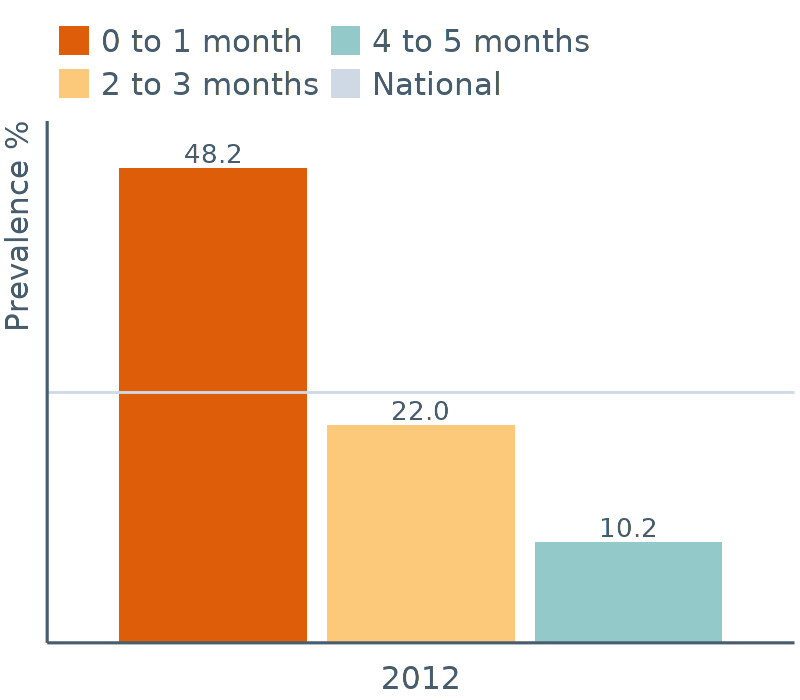 0 to 1 month
4 to 5 months
2 to 3 months
National
Prevalence %
48.2
22.0
10.2
2012